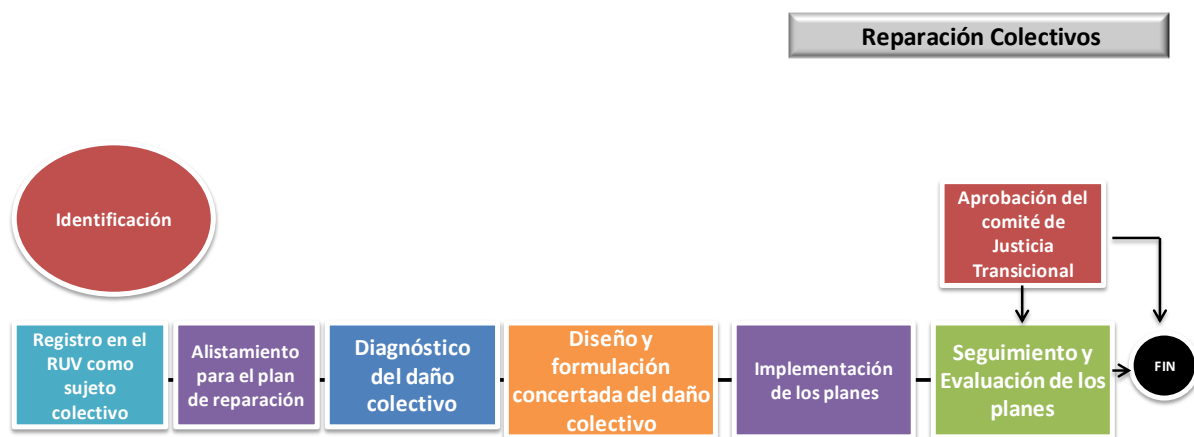 Reparación Colectivos
Identificación
Aprobación del
comité de
Justicia
Transicional
Registro en el
RUV como
sujeto
colectivo
Alistamiento
para el plan
de reparación
Diagnóstico
del daño
colectivo
Diseño y
formulación
concertada del daño
colectivo
Implementación
de los planes
Seguimiento y
Evaluación de los
planes
FIN